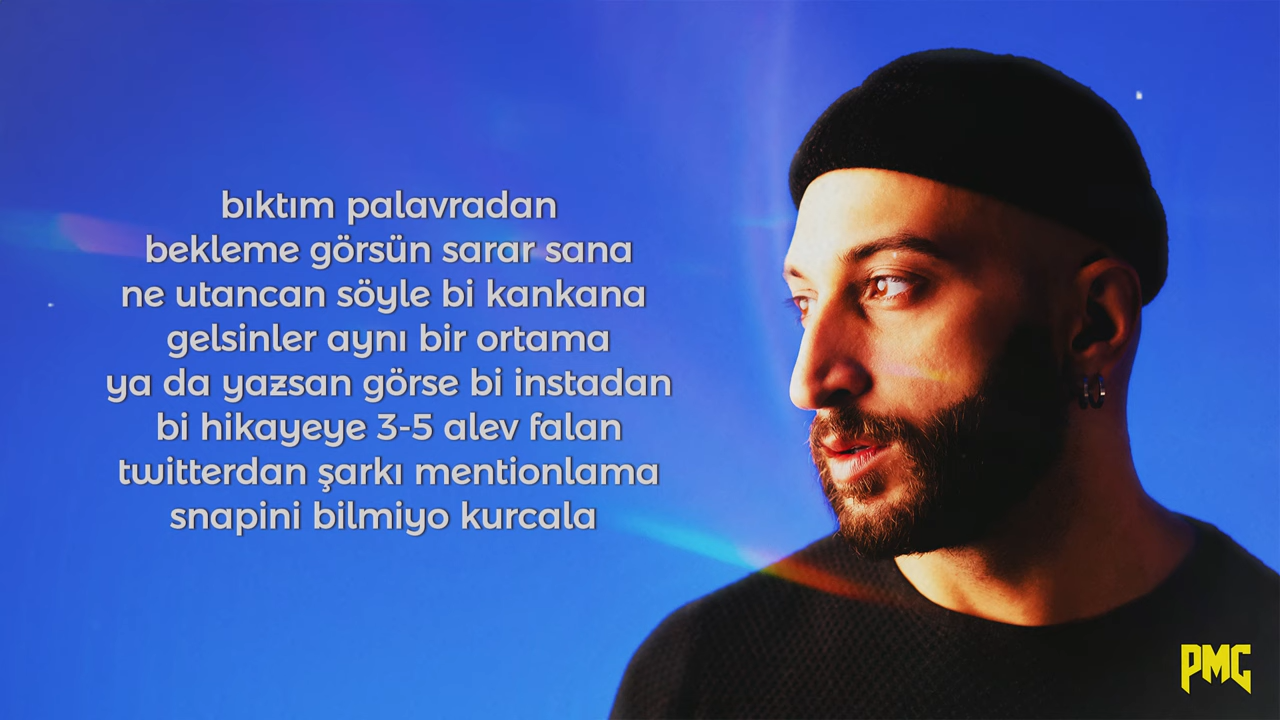 bıktım palavradan
bekleme görsün sarar sana
ne utancan söyle bi kankana
gelsinler aynı bir ortama
ya da yazsan görse bi instadan
bi hikayeye 3-5 alev falan
twitterdan şarkı mentionlama
snapini bilmiyo kurcala
PMC